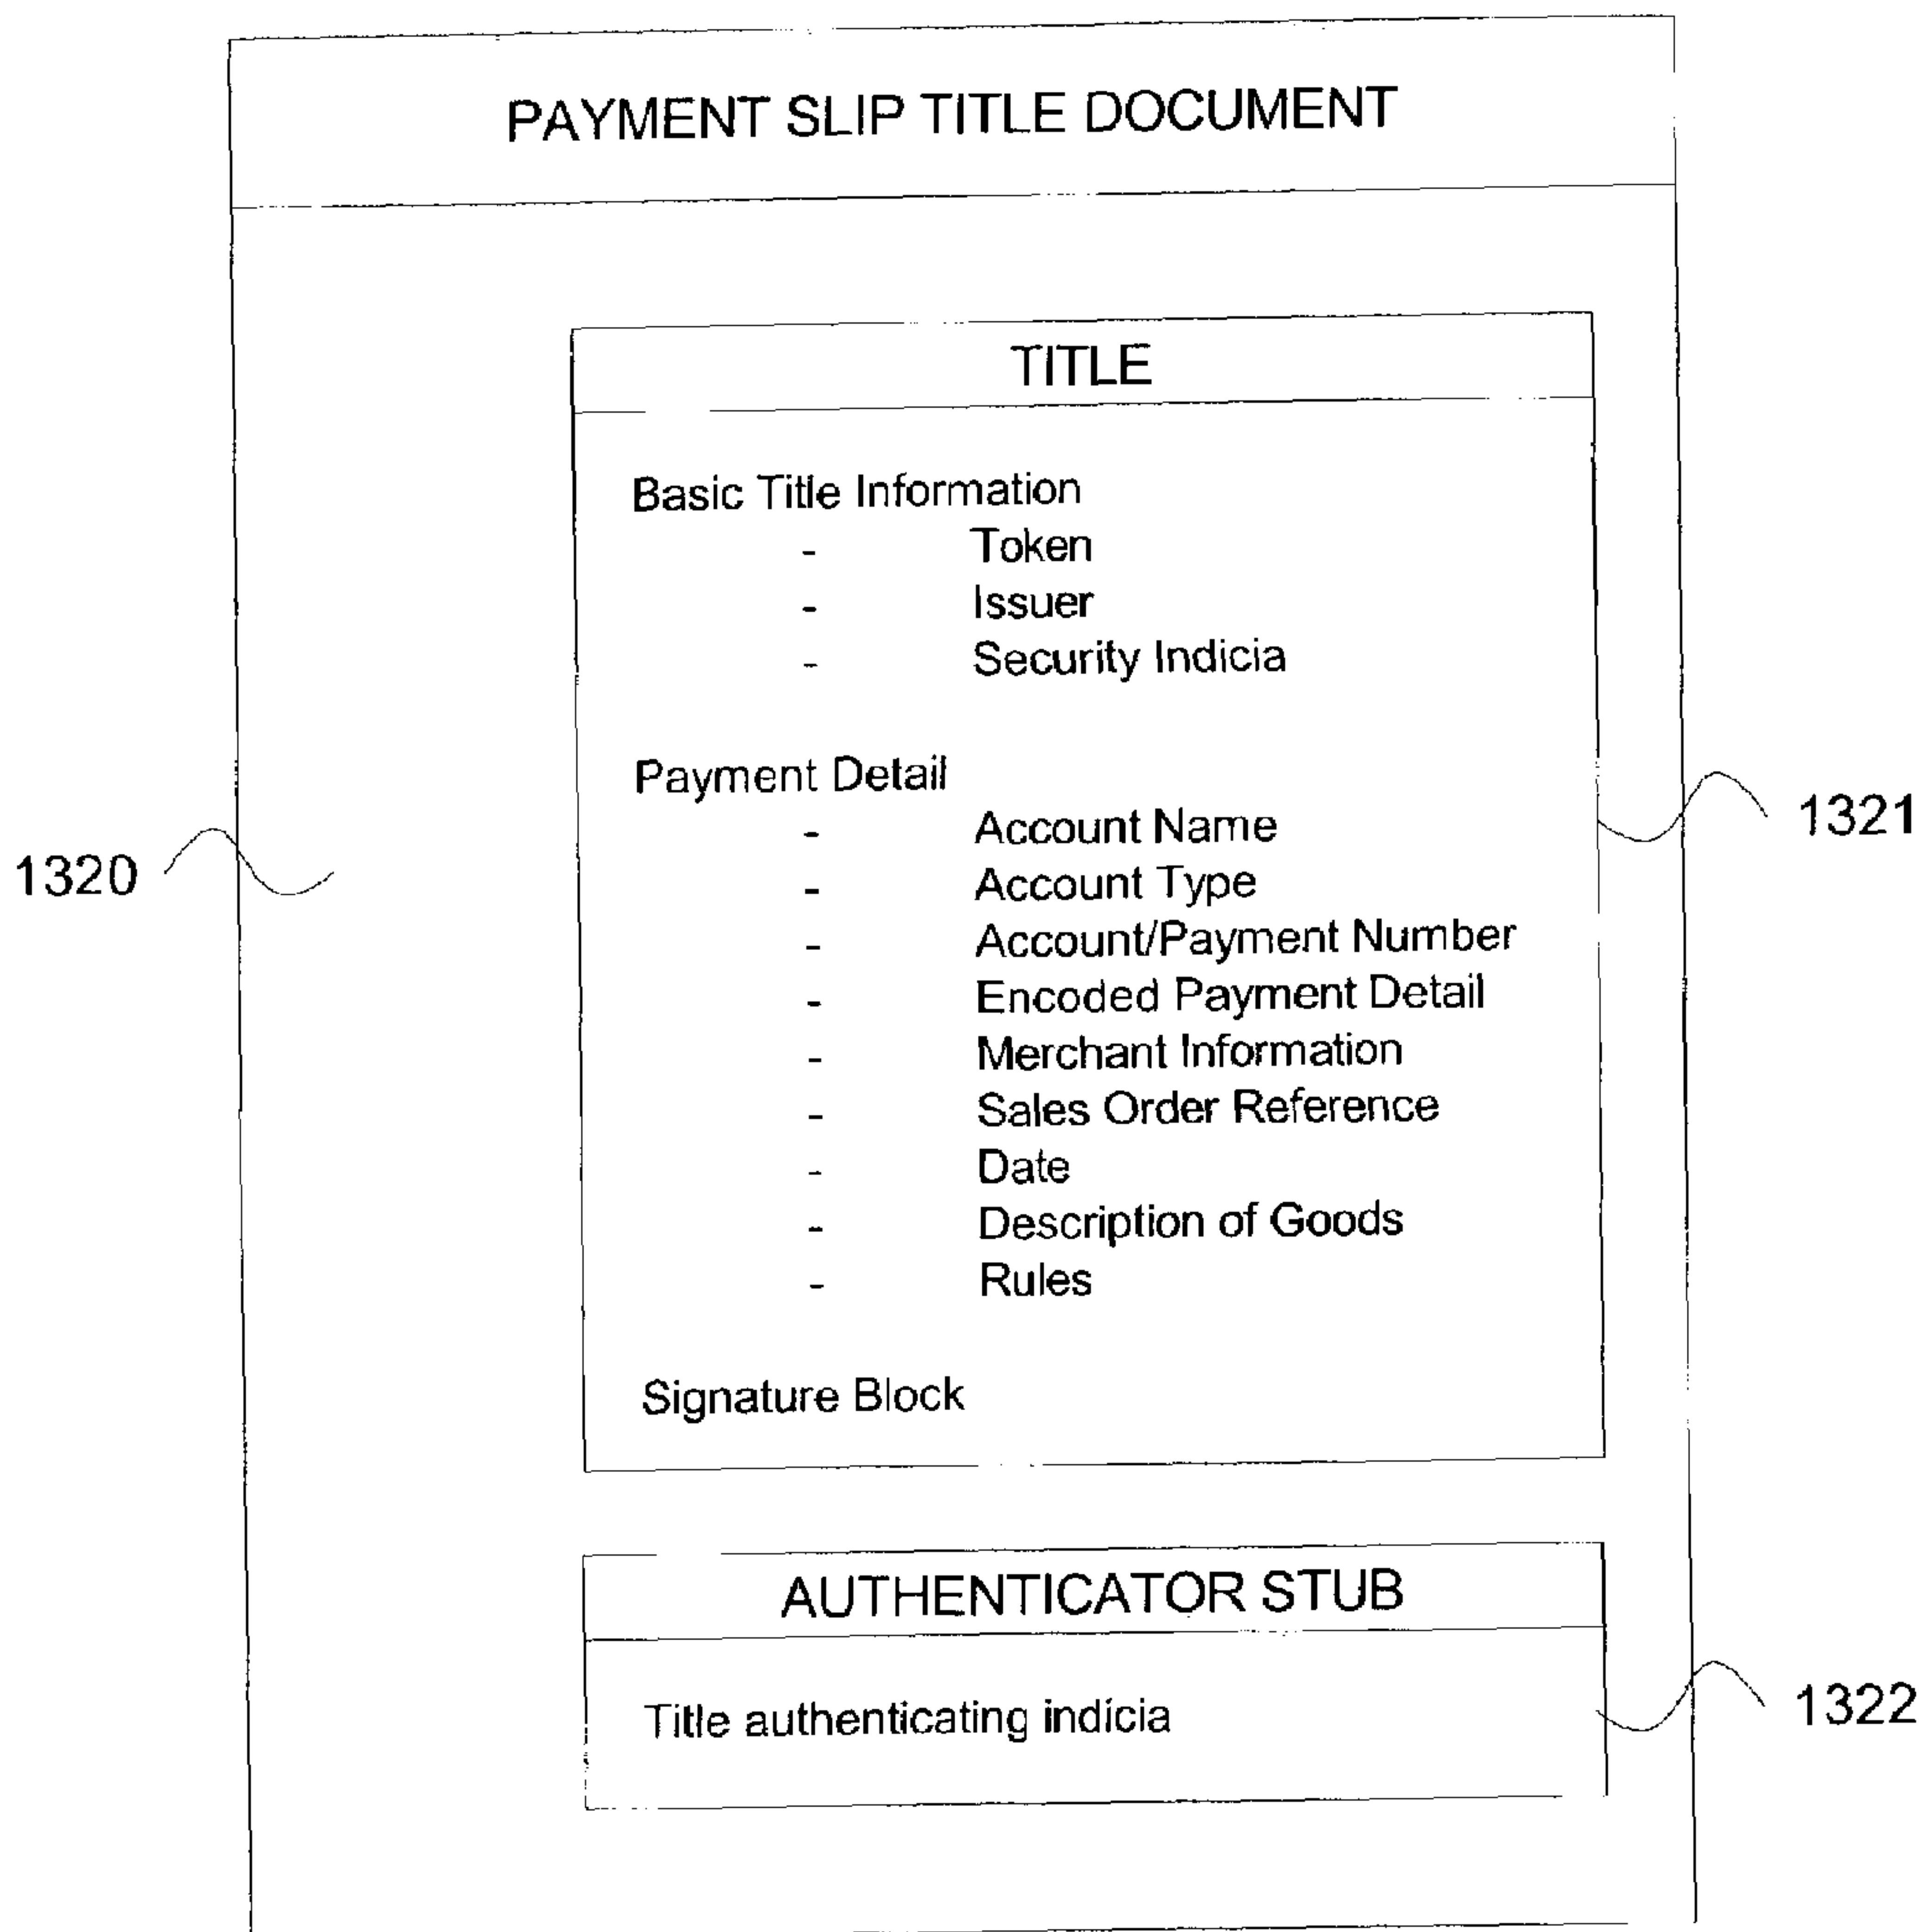 PAYMENT SLIP TITLE DOCUMENT
TITLE
Basic Title Information
- Token
- Issuer
- Security Indicia
Payment Detail
- Account Name
- Account Type
- Account/Payment Number
- Encoded Payment Detail
- Merchant Information
- Sales Order Reference
- Date
- Description of Goods
- Rules
Signature Block
1320
1321
AUTHENTICATOR STUB
Title authenticating indicia
1322